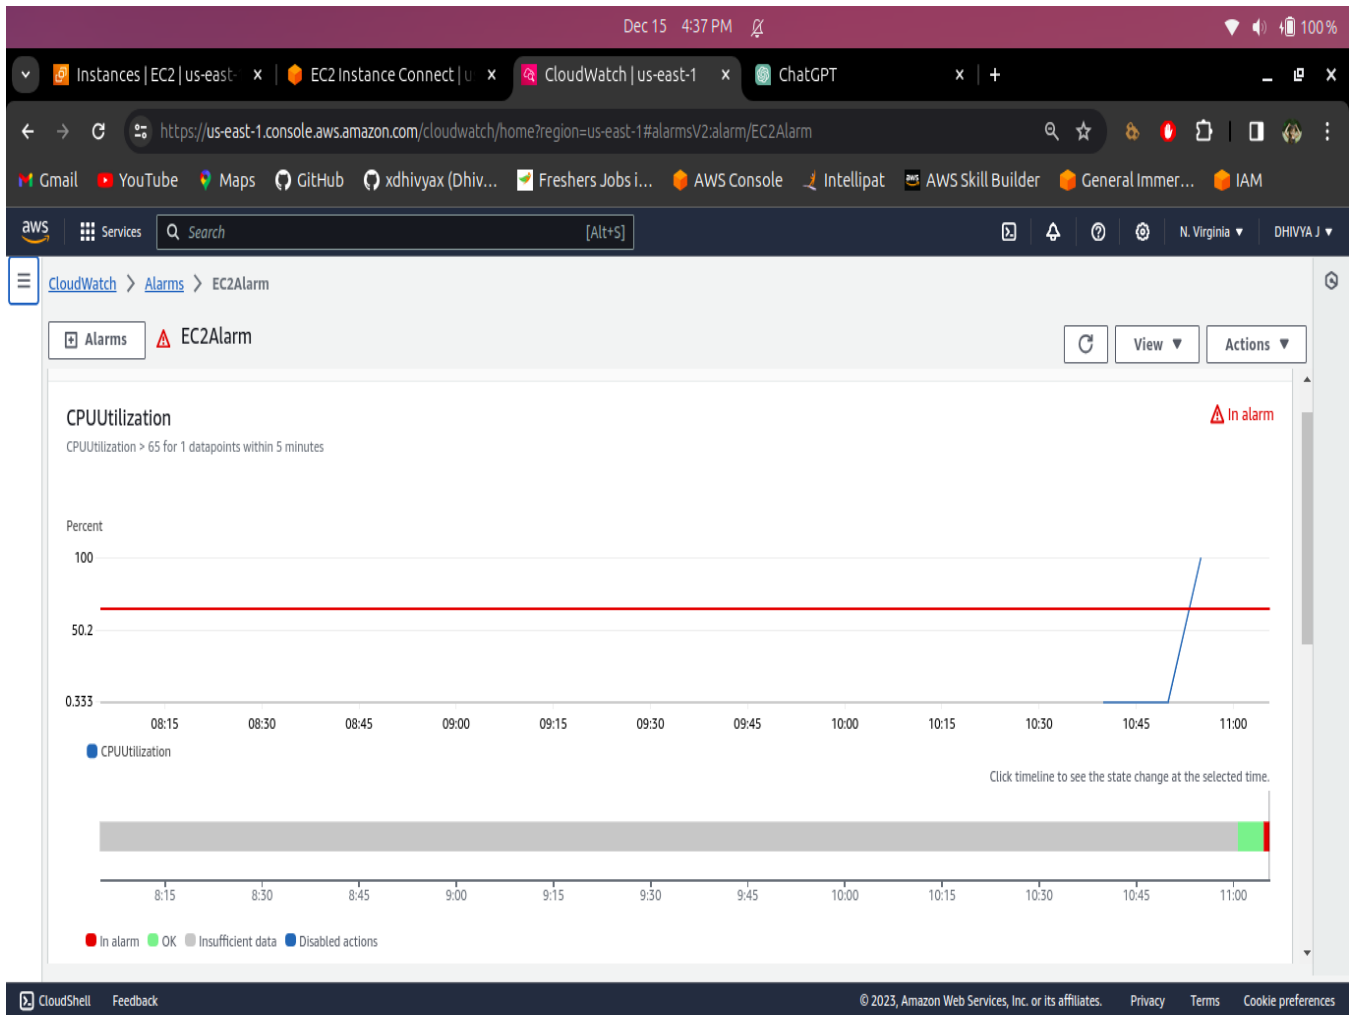 Dec 15 4:37 PM 100 %
Instances | EC2 | us-east- EC2 Instance Connect | u CloudWatch | us-east-1 ChatGPT
https://us-east-1.console.aws.amazon.com/cloudwatch/home?region=us-east-1#alarmsV2:alarm/EC2Alarm
Gmail YouTube Maps GitHub xdhivyax (Dhiv... Freshers Jobs i... AWS Console Intellipat AWS Skill Builder General Immer... IAM
aws Services Search [Alt+S] N. Virginia DHIVYA J
CloudWatch > Alarms > EC2Alarm
Alarms EC2Alarm View Actions
CPUUtilization In alarm
CPUUtilization > 65 for 1 datapoints within 5 minutes
Percent
100
50.2
0.333
08:15 08:30 08:45 09:00 09:15 09:30 09:45 10:00 10:15 10:30 10:45 11:00
CPUUtilization
Click timeline to see the state change at the selected time.
8:15 8:30 8:45 9:00 9:15 9:30 9:45 10:00 10:15 10:30 10:45 11:00
In alarm OK Insufficient data Disabled actions
CloudShell Feedback © 2023, Amazon Web Services, Inc. or its affiliates. Privacy Terms Cookie preferences